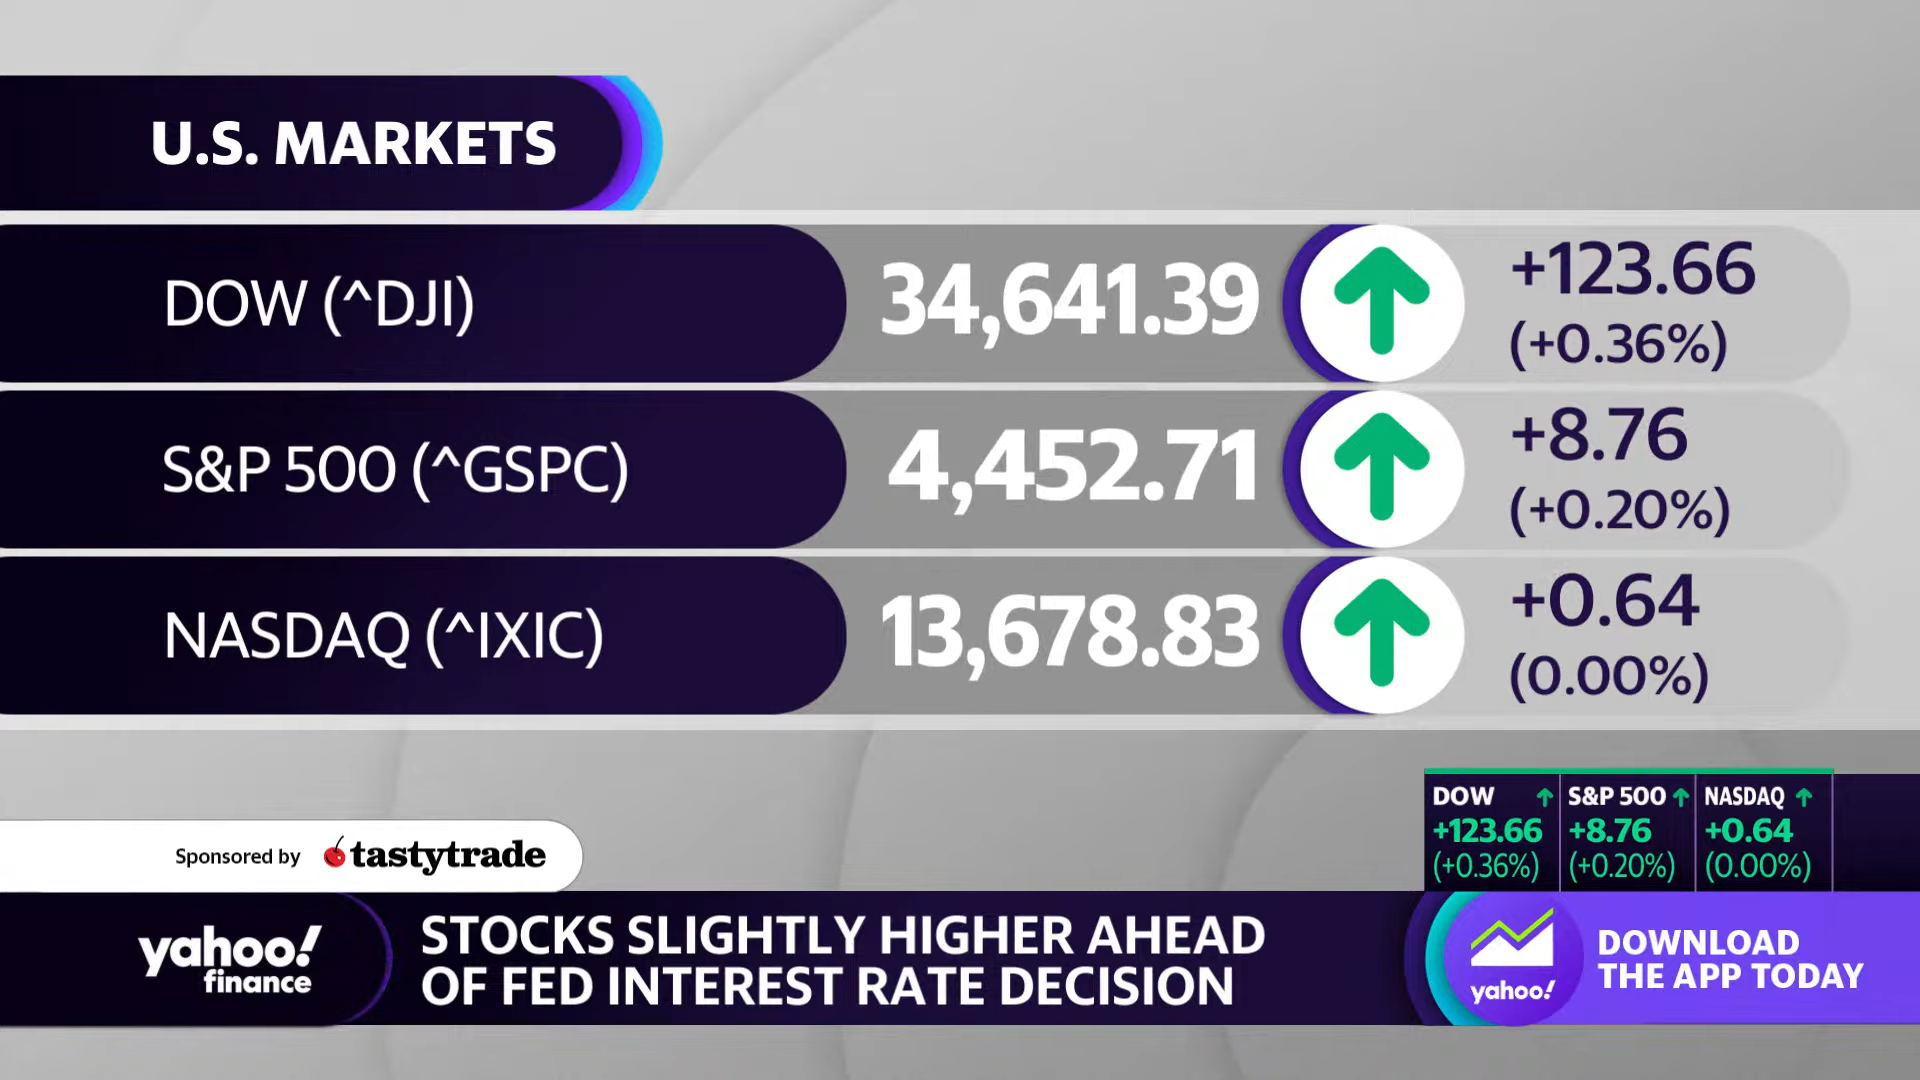 U.S. MARKETS
DOW (^DJI) 34,641.39 +123.66
(+0.36%)
S&P 500 (^GSPC) 4,452.71 +8.76
(+0.20%)
NASDAQ (^IXIC) 13,678.83 +0.64
(0.00%)
DOW S&P 500 NASDAQ
+123.66 +8.76 +0.64
(+0.36%) (+0.20%) (0.00%)
Sponsored by tastytrade
yahoo!
finance
STOCKS SLIGHTLY HIGHER AHEAD
OF FED INTEREST RATE DECISION
yahoo!
DOWNLOAD
THE APP TODAY